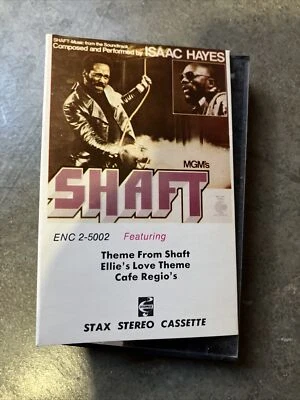 SHAFT-Music from the Soundtrack
Composed and Performed by ISAAC HAYES
MGM's
SHAFT
ENC 2-5002 Featuring
Theme From Shaft
Ellie's Love Theme
Cafe Regio's
STAX STEREO CASSETTE